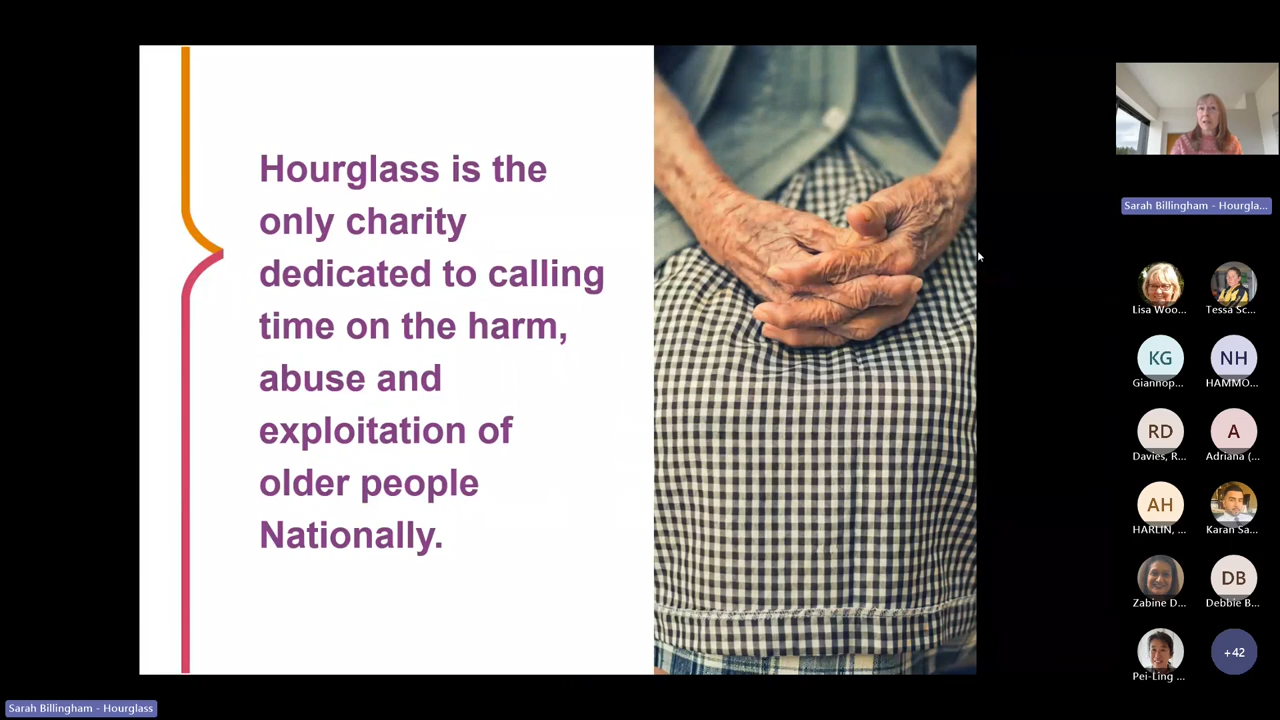 Hourglass is the
only charity
dedicated to calling
time on the harm,
abuse and
exploitation of
older people
Nationally.
Sarah Billingham - Hourgla...
Lisa Woo...
Tessa Sc...
KG
NH
Giannop...
HAMMO...
RD
A
Davies, R...
Adriana (...
AH
HARLIN, ...
Karan Sa...
DB
Zabine D...
Debbie B...
+42
Pei-Ling ...
Sarah Billingham - Hourglass